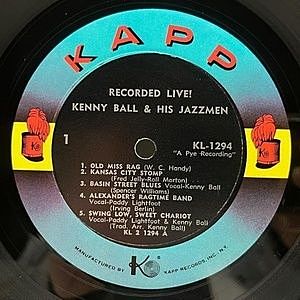 KAPP
RECORDED LIVE!
KENNY BALL & HIS JAZZMEN
1
KL-1294
"A Pye Recording"
1. OLD MISS RAG (W. C. Handy)
2. KANSAS CITY STOMP
(Fred Jelly-Roll Morton)
3. BASIN STREET BLUES Vocal-Kenny Ball
(Spencer Williams)
4. ALEXANDER'S RAGTIME BAND
Vocal-Paddy Lightfoot
(Irving Berlin)
5. SWING LOW, SWEET CHARIOT
Vocal-Paddy Lightfoot & Kenny Ball
(Trad. Arr. Kenny Ball)
KL 2 1294 A
MANUFACTURED BY K KAPP RECORDS, INC. N.Y.